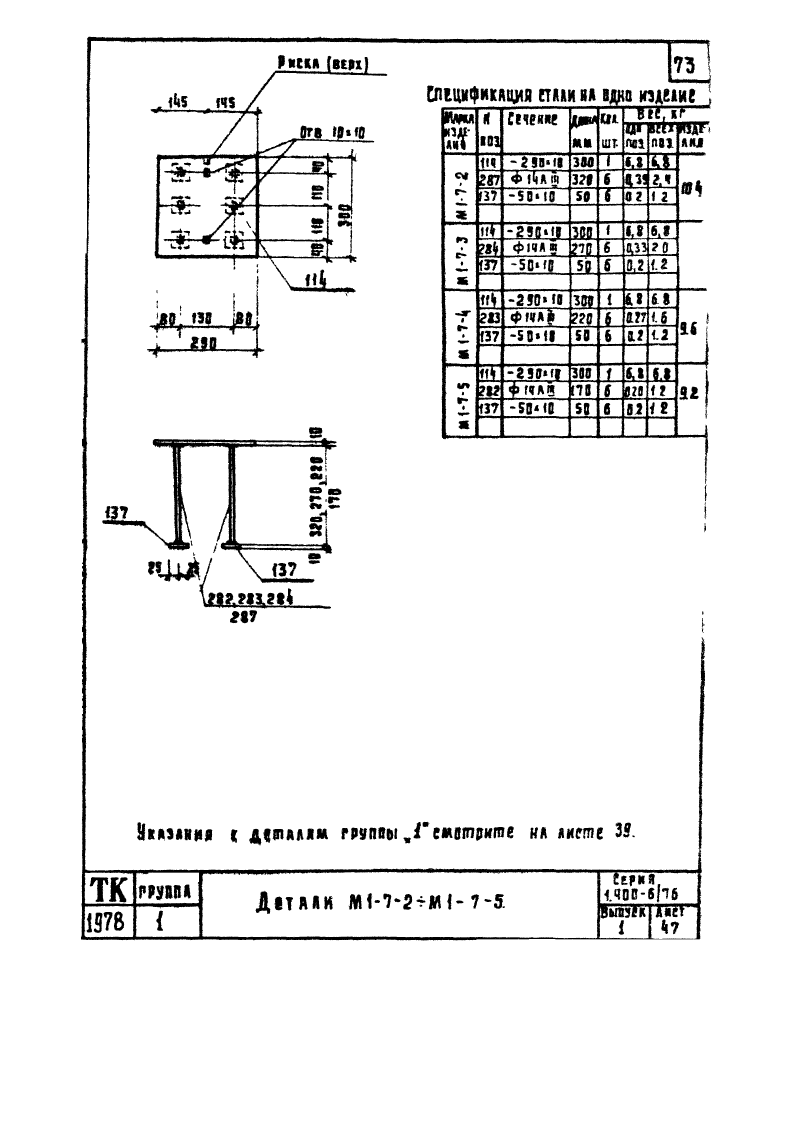 73
Риска (верх)
145 145
Отв 10×10
40
110
110
40
300
114
80 130 80
290
10
320,270,220
170
10
137
137
25 25
282,283,284
287
Спецификация стали на одно изделие
Марка изделия N поз. Сечение Длина мм Кол. шт. Вес, кг
одн поз. всех поз. изделия
М1-7-2 114 -290×10 300 1 6,8 6,8 10.4
287 Ф14АIII 320 6 0,39 2,4
137 -50×10 50 6 0.2 1.2
М1-7-3 114 -290×10 300 1 6,8 6,8
284 Ф14АIII 270 6 0,33 2.0
137 -50×10 50 6 0,2 1.2
М1-7-4 114 -290×10 300 1 6,8 6.8 9.6
283 Ф14АIII 220 6 0.27 1.6
137 -50×10 50 6 0.2 1.2
М1-7-5 114 -290×10 300 1 6,8 6,8 9.2
282 Ф14АIII 170 6 0.20 1.2
137 -50×10 50 6 0.2 1.2
Указания к деталям группы „1" смотрите на листе 39.
ТК группа
1978 1
Детали М1-7-2÷М1-7-5.
Серия
1.400-6/76
Выпуск Лист
1 47